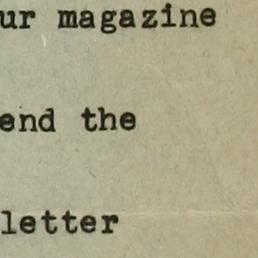 ur magazine
end the
letter